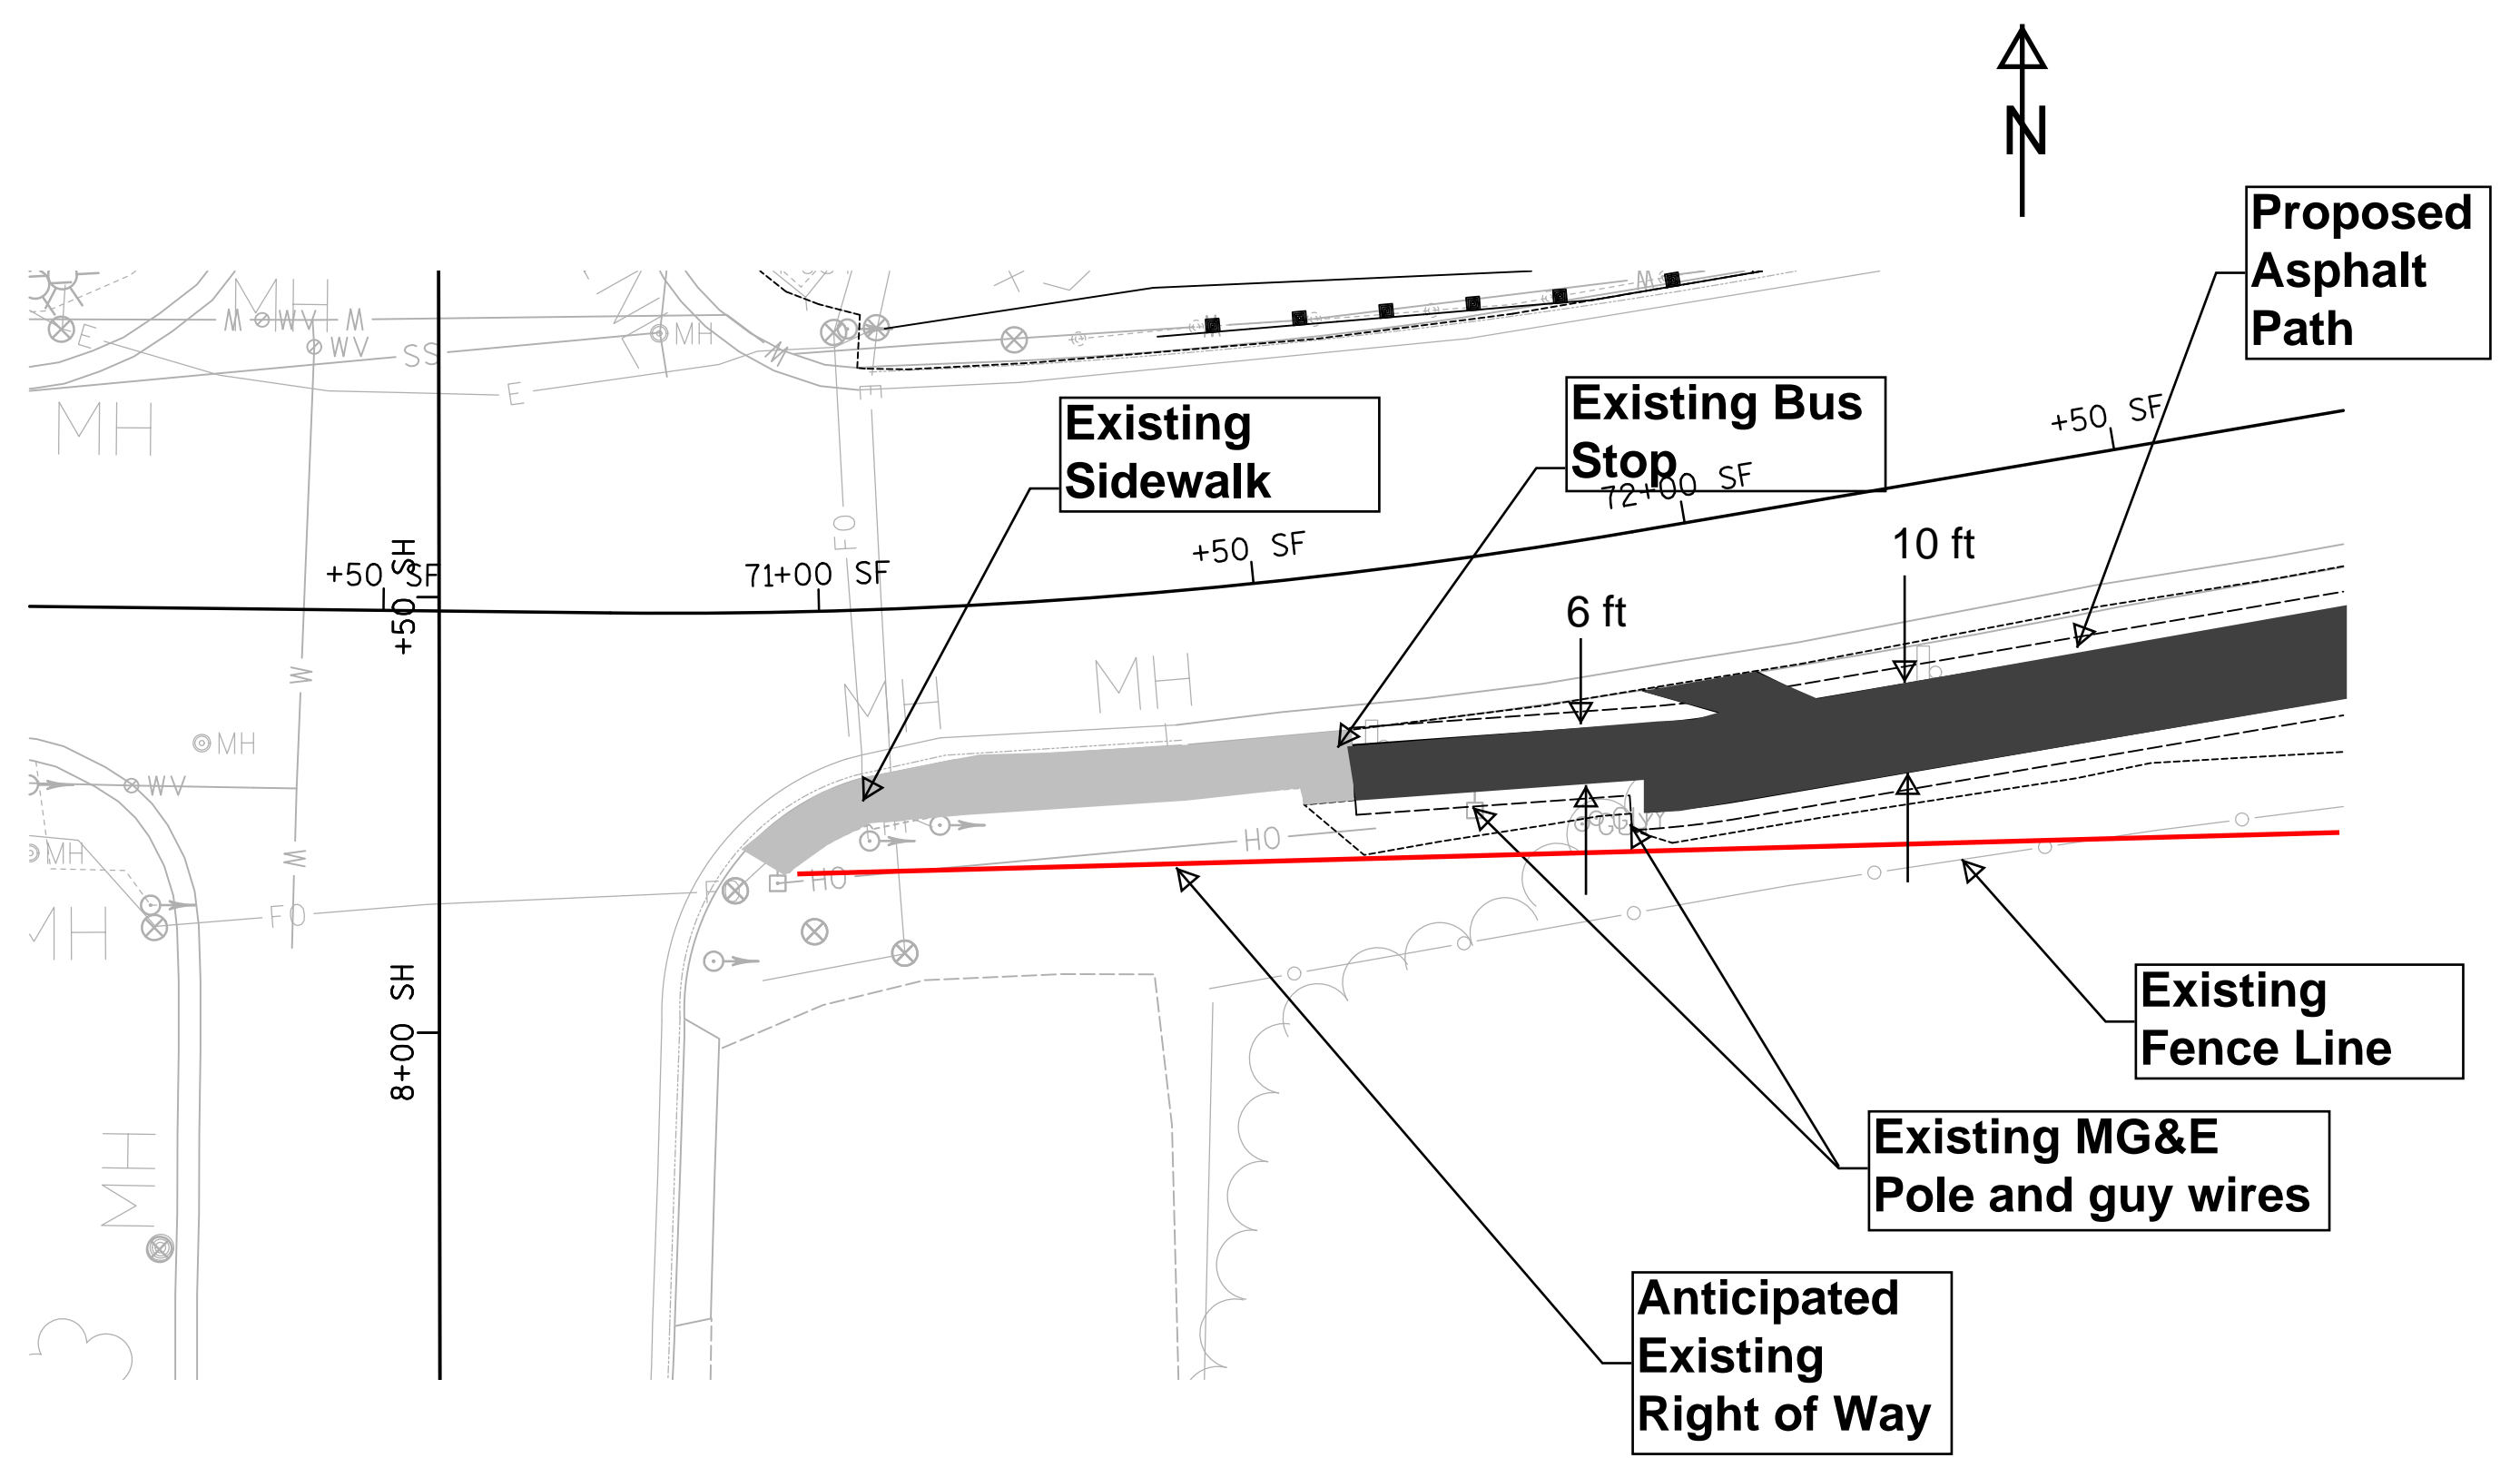 N
Proposed
Asphalt
Path
MH
W
WV
W
E
WV
SS
MH
W
W
E
E
MH
Existing
Sidewalk
Existing Bus
Stop
+50 SF
72+00 SF
FO
10 ft
+50 SF
+50 SH
71+00 SF
+50 SF
6 ft
W
MH
MH
MH
WV
HO
W
MH
HO
FO
MH
Existing
Fence Line
8+00 SH
Existing MG&E
Pole and guy wires
MH
Anticipated
Existing
Right of Way